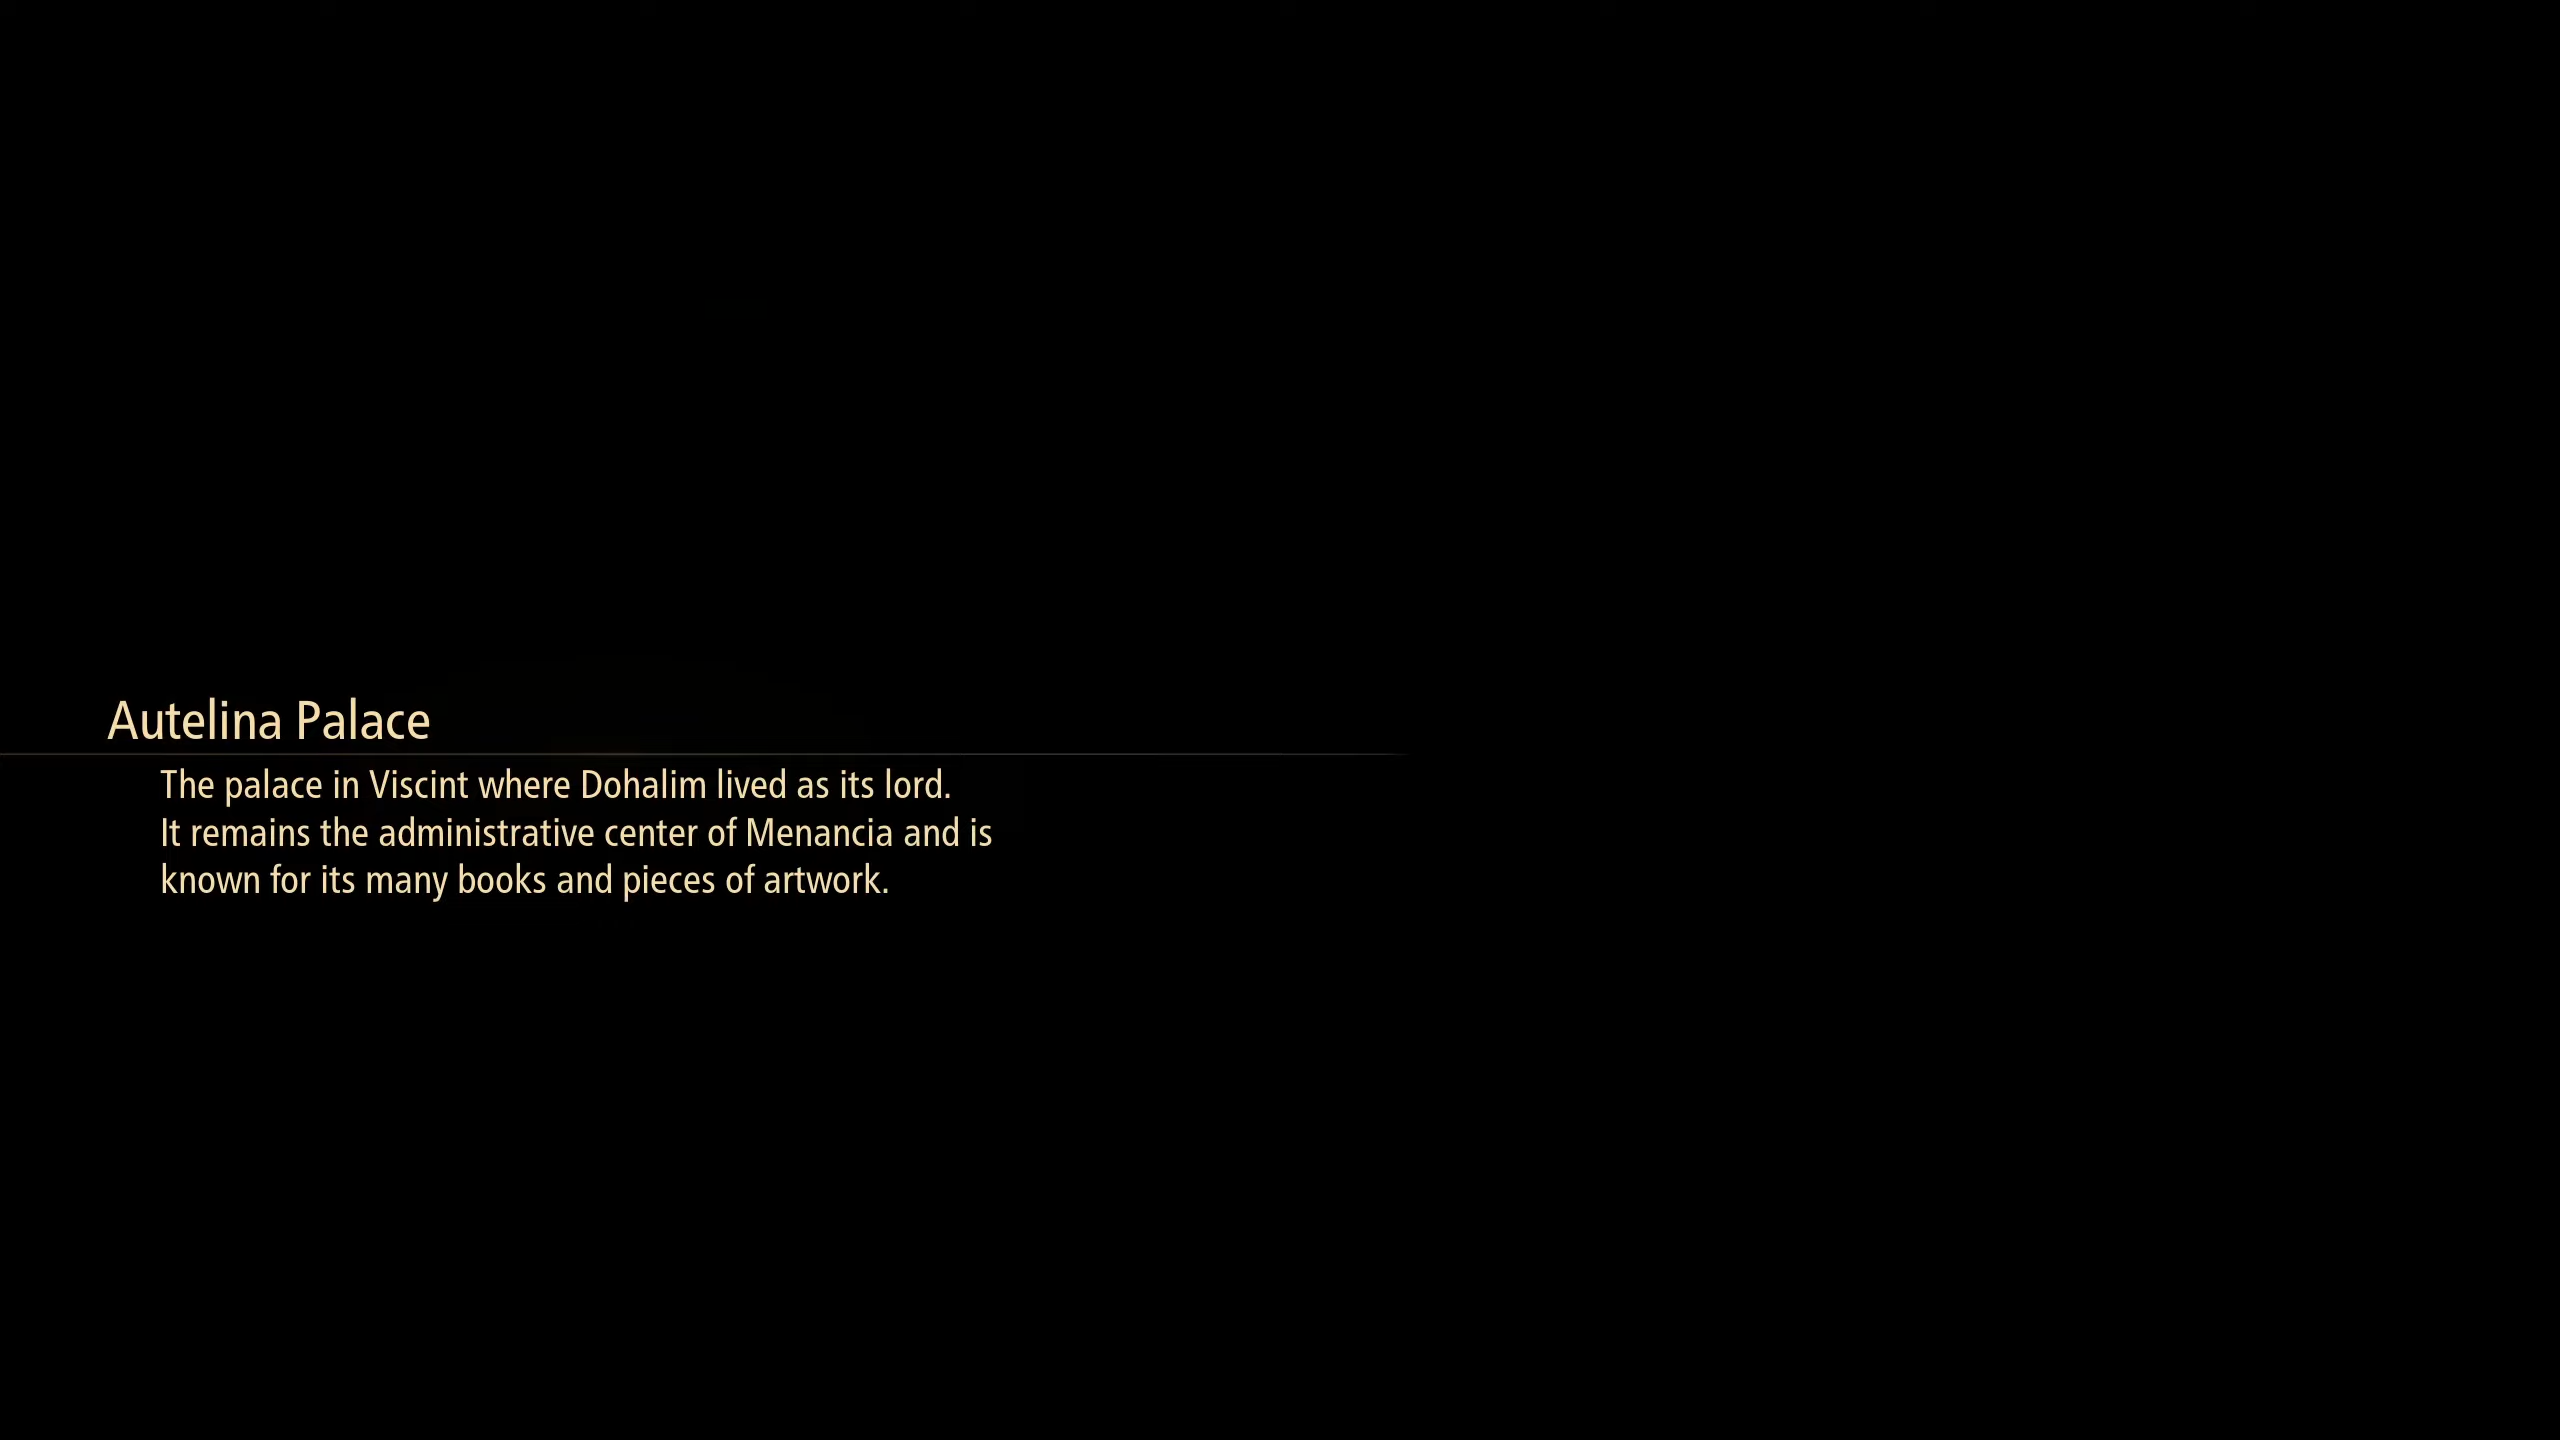 Autelina Palace
The palace in Viscint where Dohalim lived as its lord.
It remains the administrative center of Menancia and is
known for its many books and pieces of artwork.